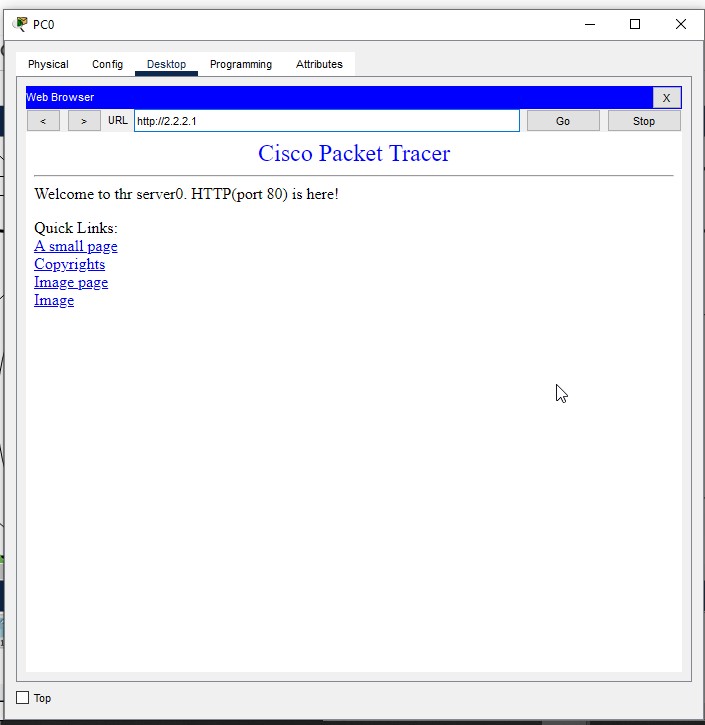 PC0
Physical Config Desktop Programming Attributes
Web Browser X
< > URL http://2.2.2.1 Go Stop
Cisco Packet Tracer
Welcome to thr server0. HTTP(port 80) is here!
Quick Links:
A small page
Copyrights
Image page
Image
Top